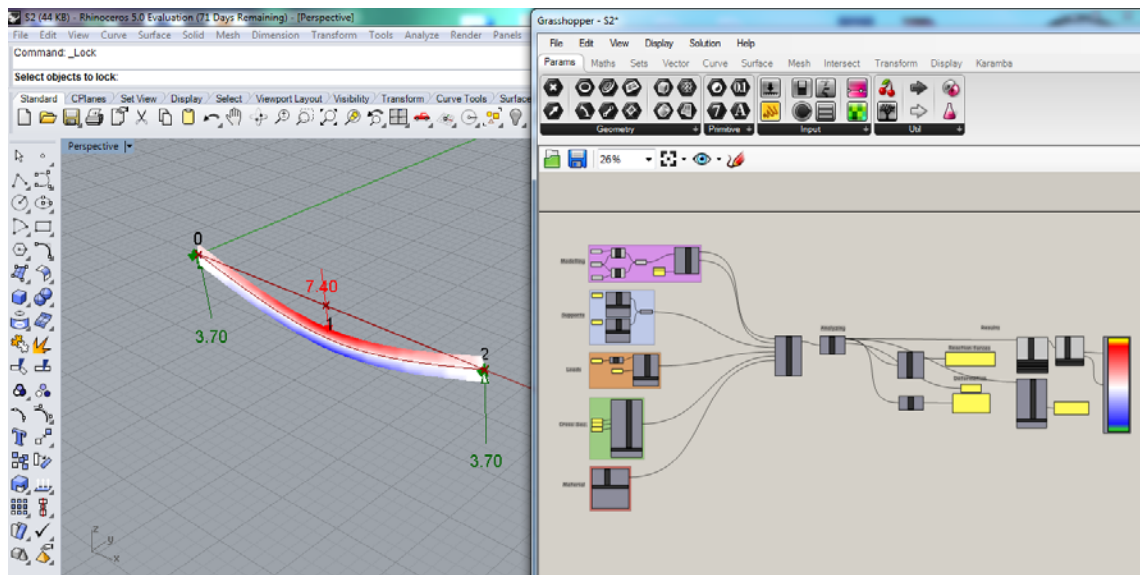 S2 (44 KB) - Rhinoceros 5.0 Evaluation (71 Days Remaining) - [Perspective]
File Edit View Curve Surface Solid Mesh Dimension Transform Tools Analyze Render Panels
Command: _Lock
Select objects to lock:
Standard CPlanes Set View Display Select Viewport Layout Visibility Transform Curve Tools Surface
Perspective
0
7.40
1
3.70
2
3.70
z
y
x
Grasshopper - S2*
File Edit View Display Solution Help
Params Maths Sets Vector Curve Surface Mesh Intersect Transform Display Karamba
Geometry Primitive Input Util
26%
Modelling
Supports
Loads
Cross Sec
Material
Analyzing
Results
Reaction Forces